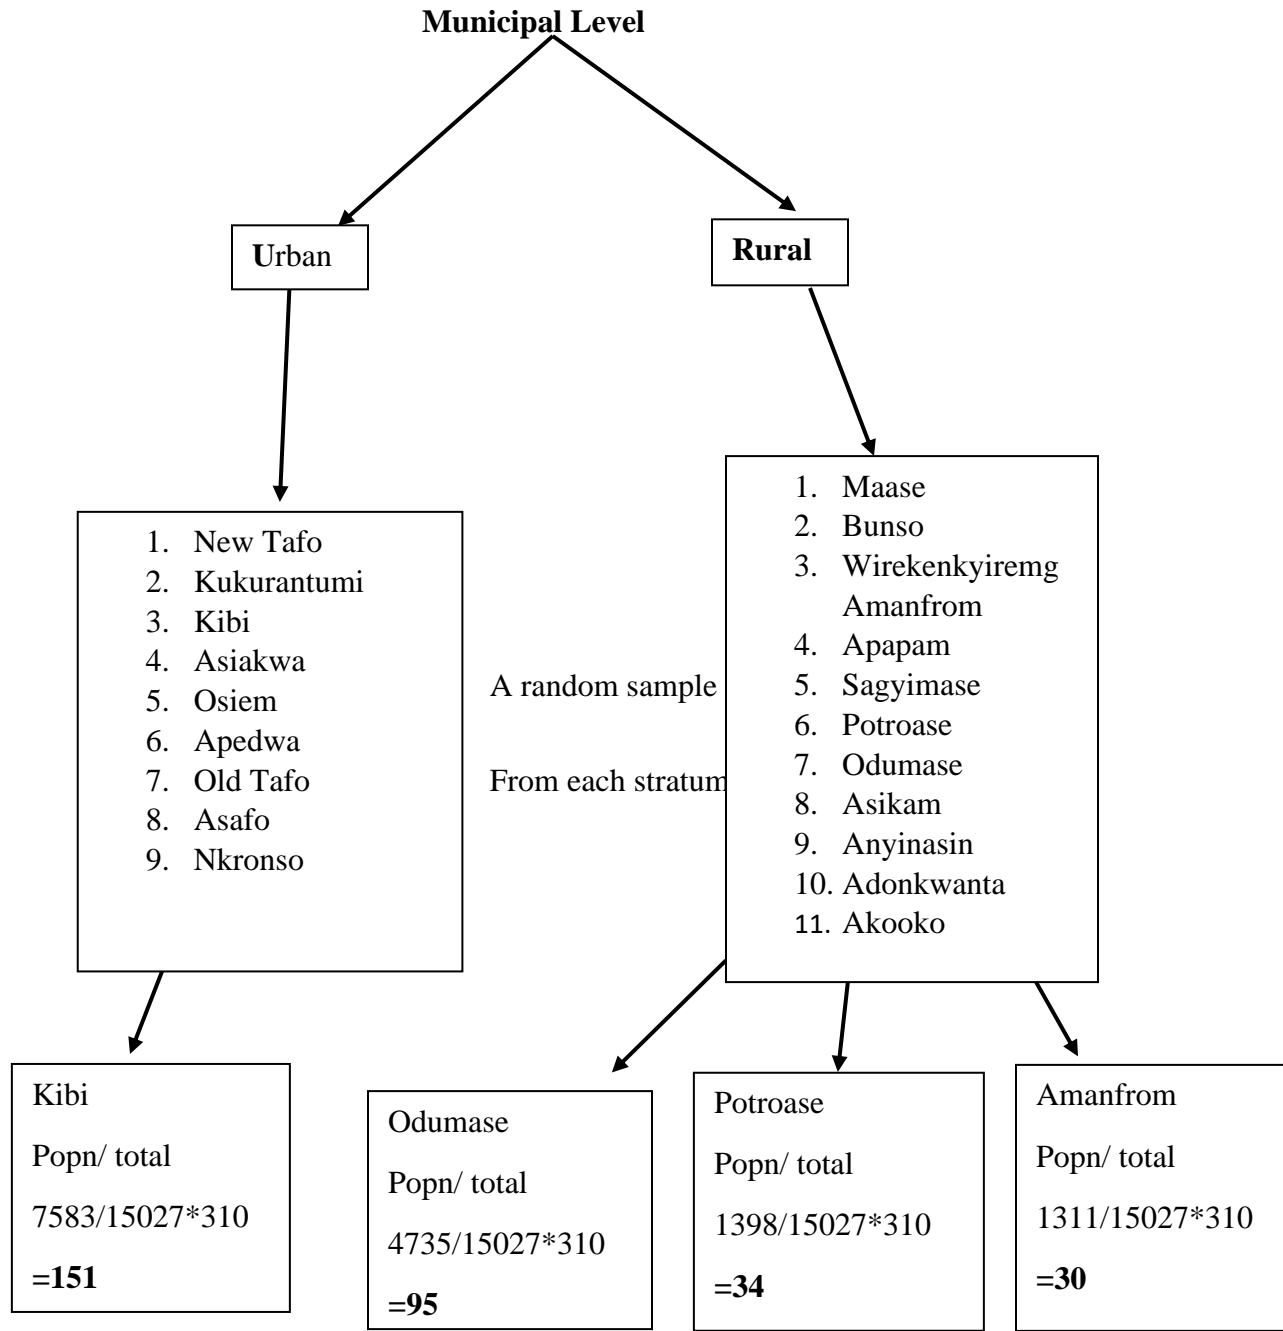 Municipal Level
Urban
Rural
1. New Tafo
2. Kukurantumi
3. Kibi
4. Asiakwa
5. Osiem
6. Apedwa
7. Old Tafo
8. Asafo
9. Nkronso
A random sample
From each stratum
1. Maase
2. Bunso
3. Wirekenkyiremg
Amanfrom
4. Apapam
5. Sagyimase
6. Potroase
7. Odumase
8. Asikam
9. Anyinasin
10. Adonkwanta
11. Akooko
Kibi
Popn/ total
7583/15027*310
=151
Odumase
Popn/ total
4735/15027*310
=95
Potroase
Popn/ total
1398/15027*310
=34
Amanfrom
Popn/ total
1311/15027*310
=30